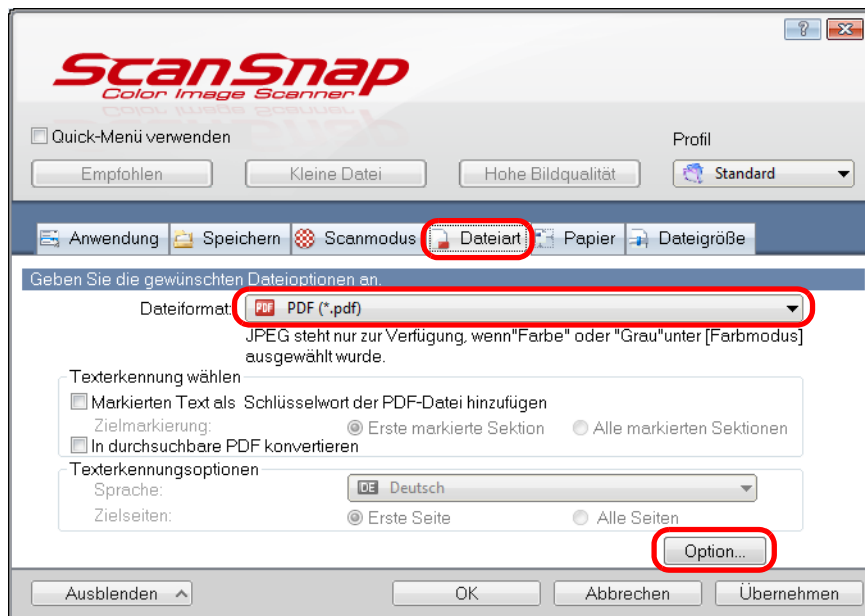 ScanSnap
Color Image Scanner
Quick-Menü verwenden
Profil
Empfohlen Kleine Datei Hohe Bildqualität Standard
Anwendung Speichern Scanmodus Dateiart Papier Dateigröße
Geben Sie die gewünschten Dateioptionen an.
Dateiformat: PDF PDF (*.pdf)
JPEG steht nur zur Verfügung, wenn"Farbe" oder "Grau"unter [Farbmodus]
ausgewählt wurde.
Texterkennung wählen
Markierten Text als Schlüsselwort der PDF-Datei hinzufügen
Zielmarkierung: Erste markierte Sektion Alle markierten Sektionen
In durchsuchbare PDF konvertieren
Texterkennungsoptionen
Sprache: DE Deutsch
Zielseiten: Erste Seite Alle Seiten
Option...
Ausblenden OK Abbrechen Übernehmen